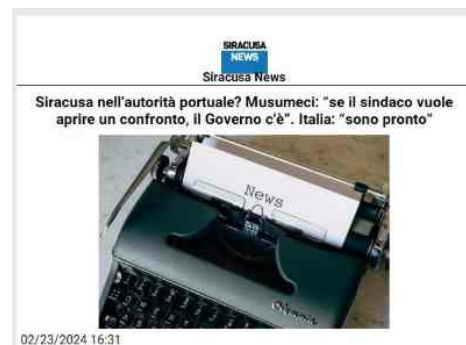 SIRACUSA
NEWS
Siracusa News
Siracusa nell'autorità portuale? Musumeci: "se il sindaco vuole
aprire un confronto, il Governo c'è". Italia: "sono pronto"
News
Olympia
02/23/2024 16:31